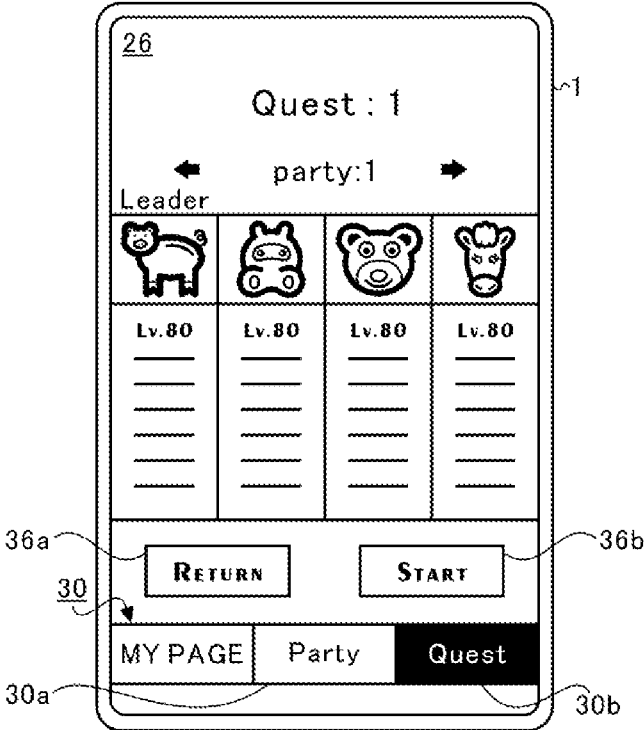 26
1
Quest : 1
party:1
Leader
Lv.80 Lv.80 Lv.80 Lv.80
36a
36b
RETURN START
30
MY PAGE Party Quest
30a
30b